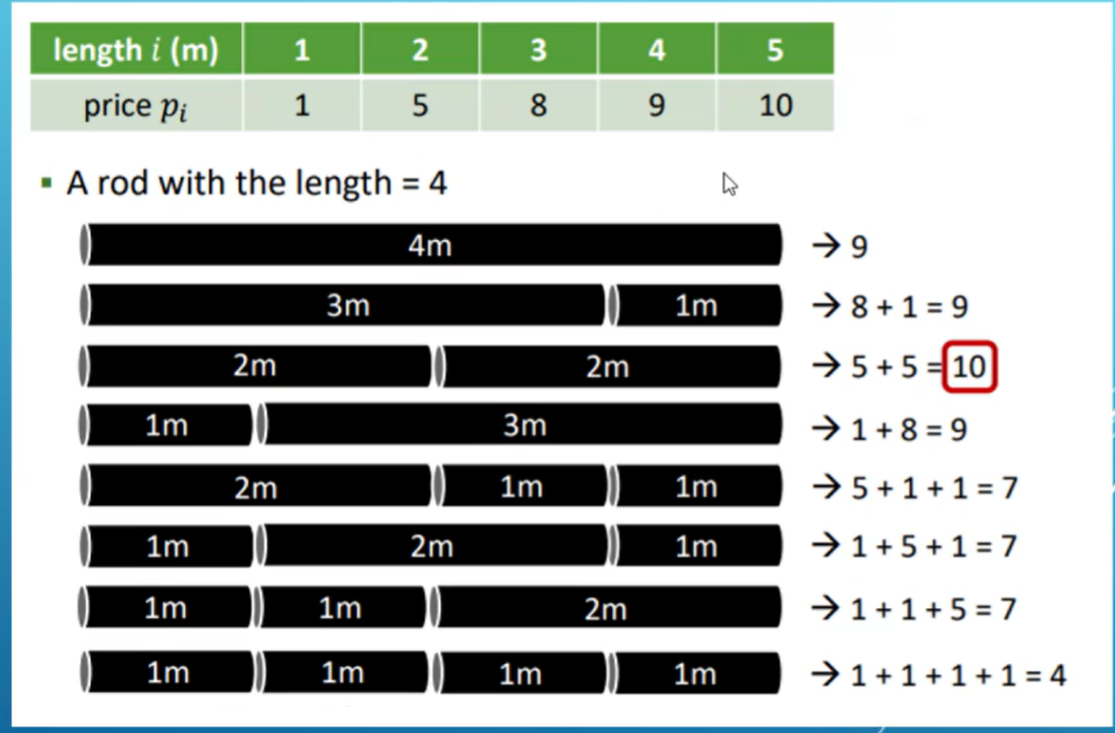 length i (m) 1 2 3 4 5
price pᵢ 1 5 8 9 10
▪ A rod with the length = 4
4m → 9
3m 1m → 8 + 1 = 9
2m 2m → 5 + 5 = 10
1m 3m → 1 + 8 = 9
2m 1m 1m → 5 + 1 + 1 = 7
1m 2m 1m → 1 + 5 + 1 = 7
1m 1m 2m → 1 + 1 + 5 = 7
1m 1m 1m 1m → 1 + 1 + 1 + 1 = 4